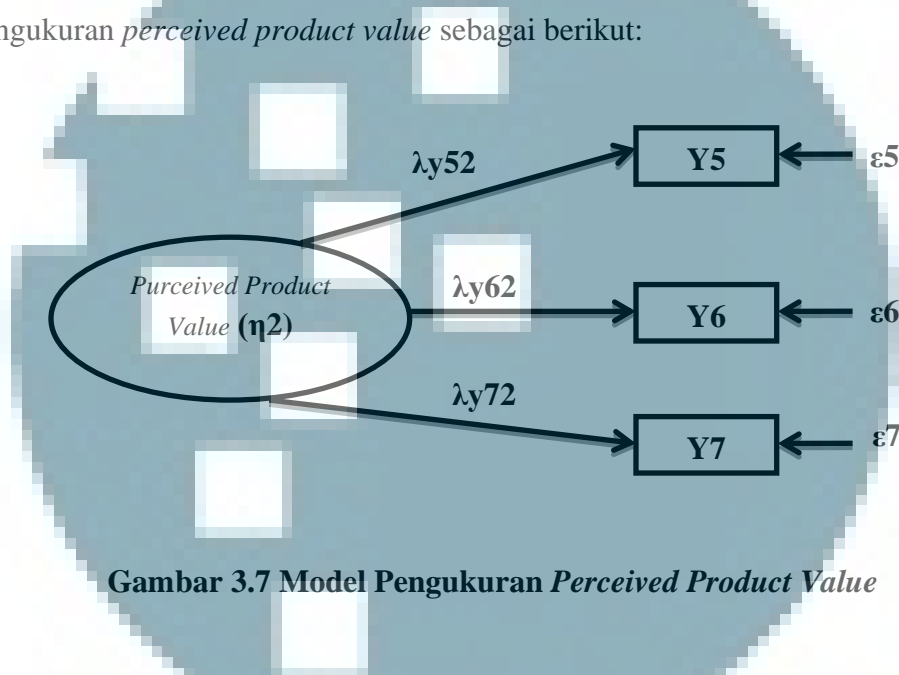 ngukuran perceived product value sebagai berikut:
λy52
Y5
ε5
Purceived Product
Value (η2)
λy62
Y6
ε6
λy72
Y7
ε7
Gambar 3.7 Model Pengukuran Perceived Product Value